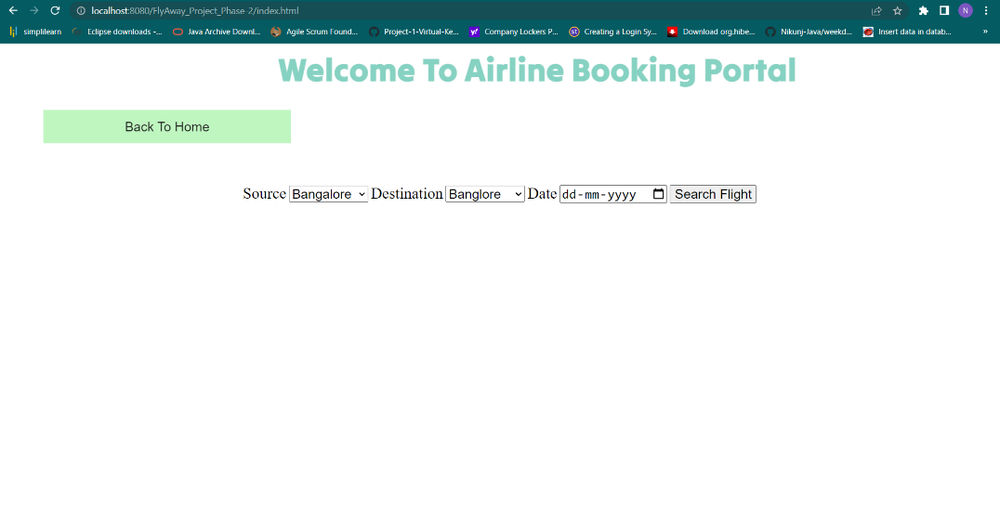 localhost:8080/FlyAway_Project_Phase-2/index.html
N
simplilearn Eclipse downloads -... Java Archive Downl... Agile Scrum Found... Project-1-Virtual-Ke... Company Lockers P... Creating a Login Sy... Download org.hibe... Nikunj-Java/weekd... Insert data in datab... »
Welcome To Airline Booking Portal
Back To Home
Source Bangalore Destination Banglore Date dd-mm-yyyy Search Flight